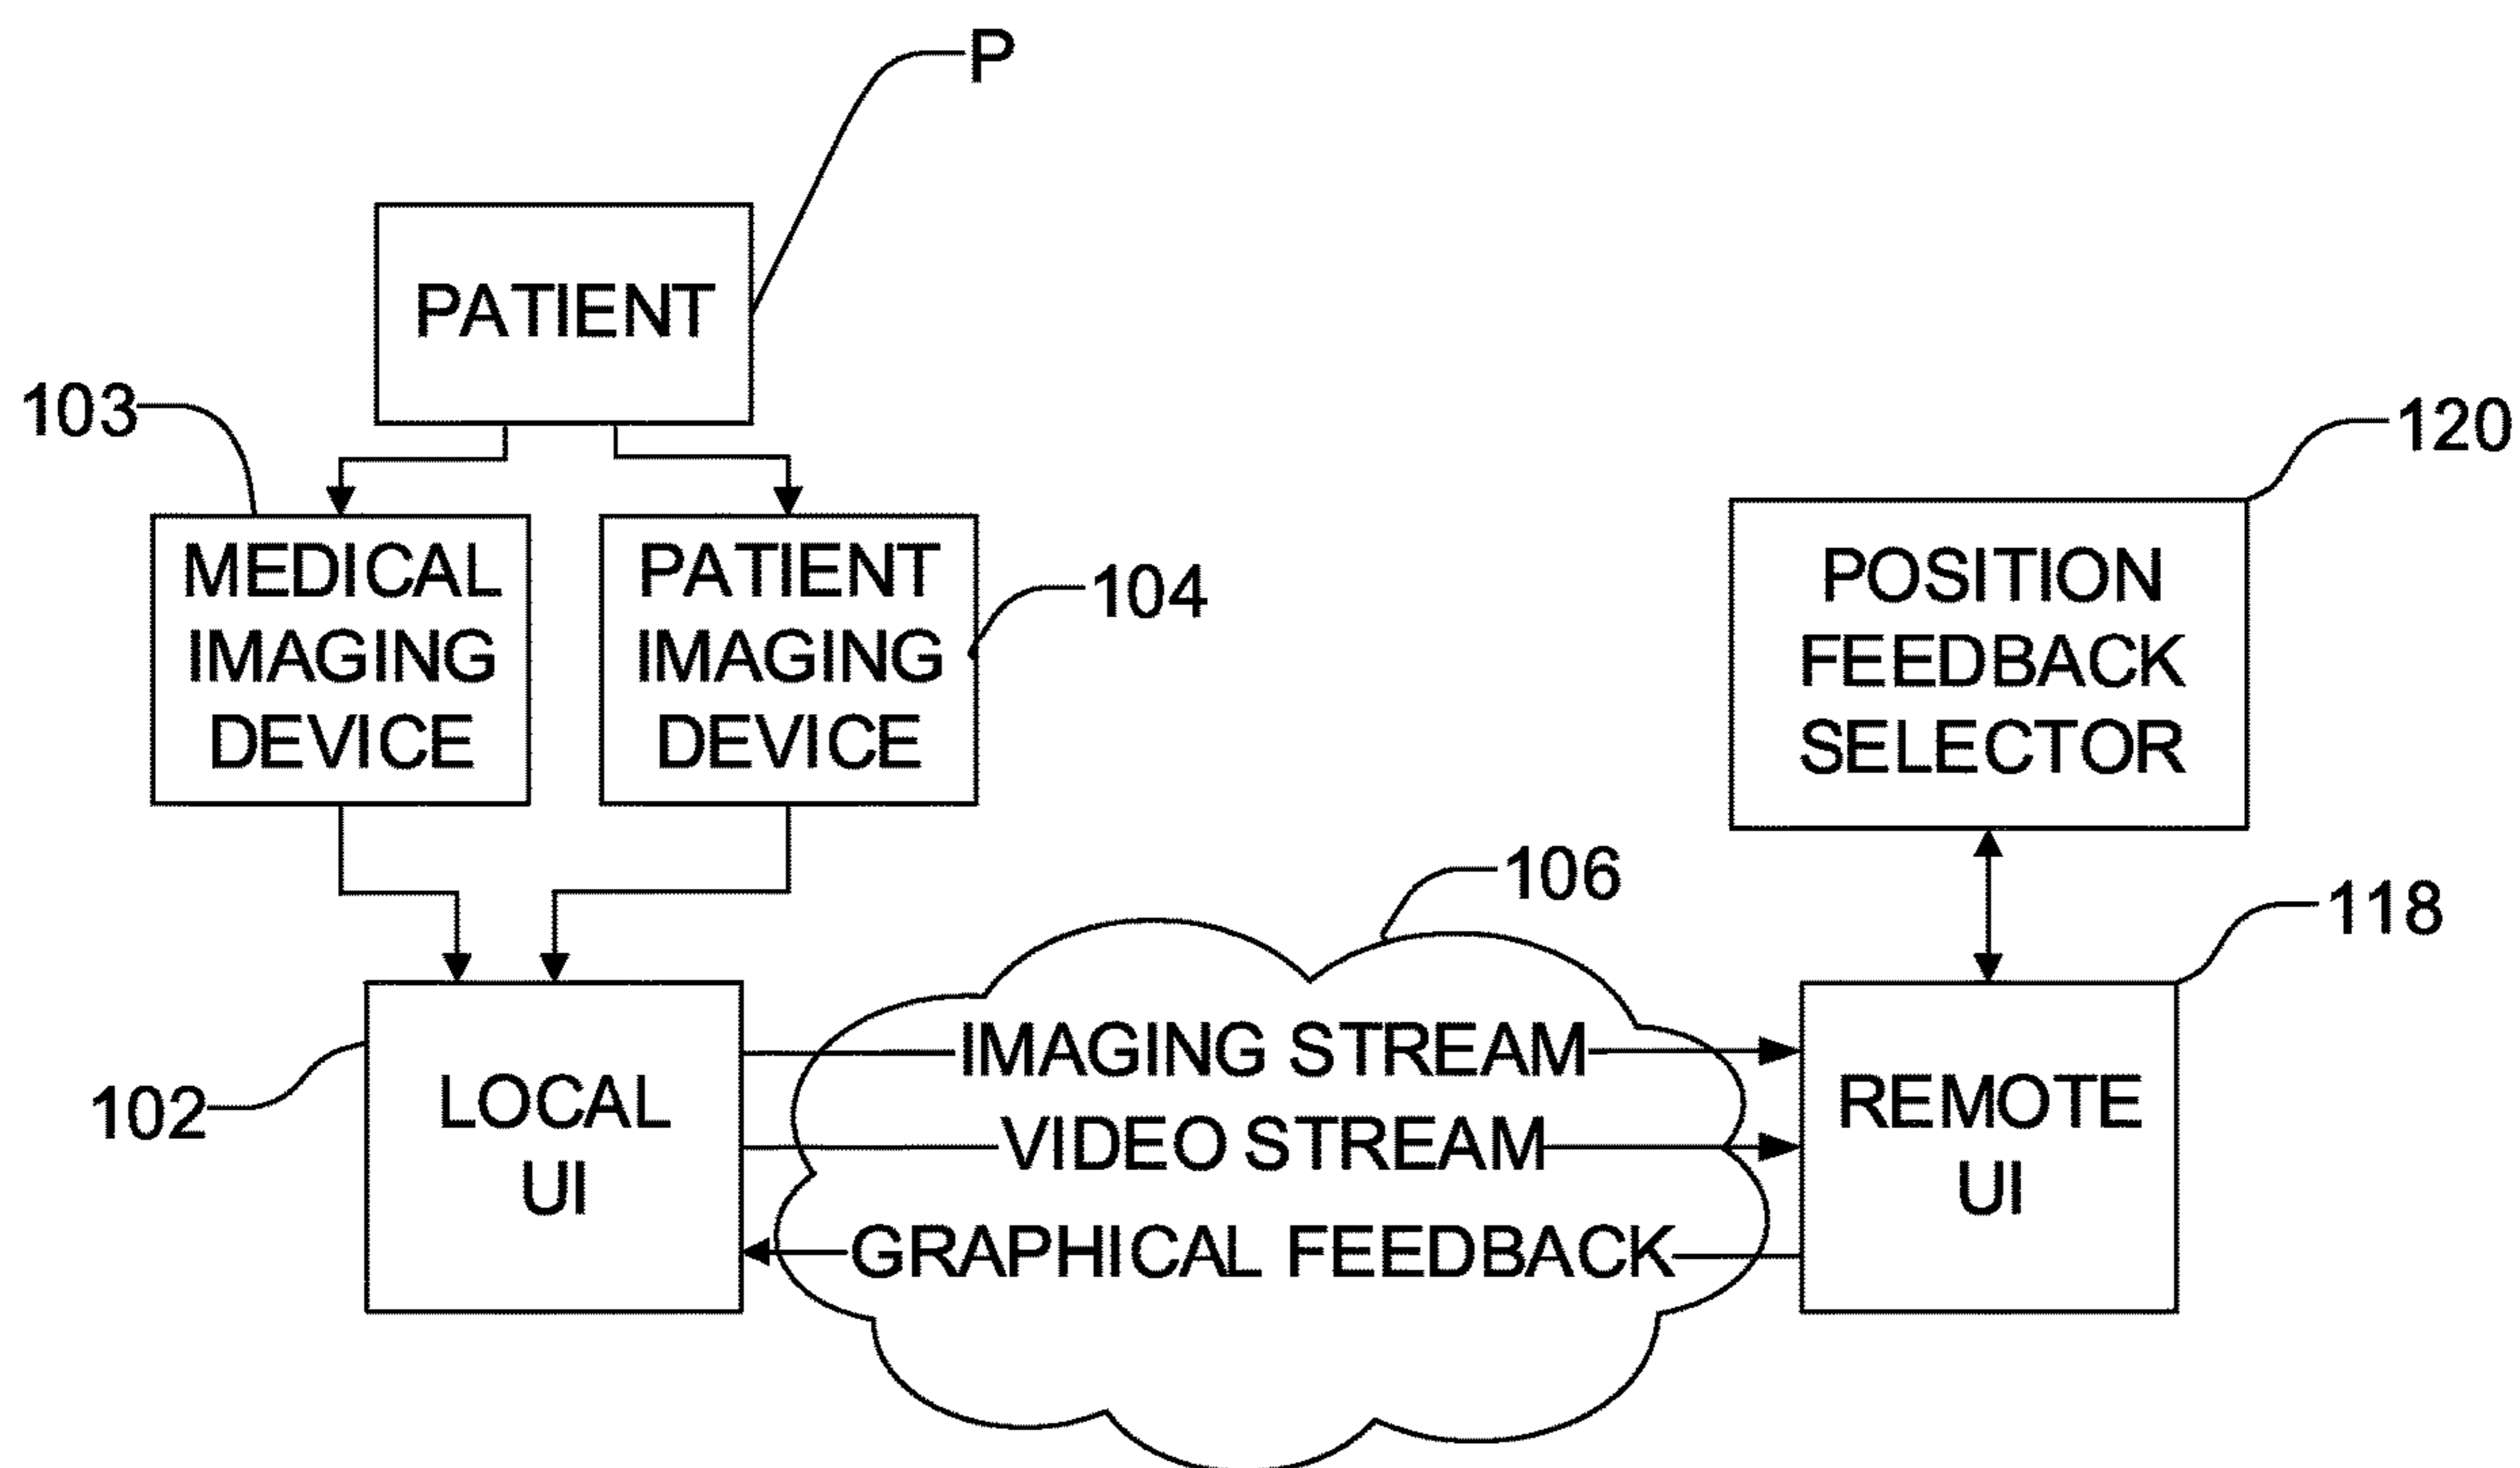 P
PATIENT
103
MEDICAL
IMAGING
DEVICE
PATIENT
IMAGING
DEVICE
104
120
POSITION
FEEDBACK
SELECTOR
106
118
102
LOCAL
UI
IMAGING STREAM
VIDEO STREAM
GRAPHICAL FEEDBACK
REMOTE
UI